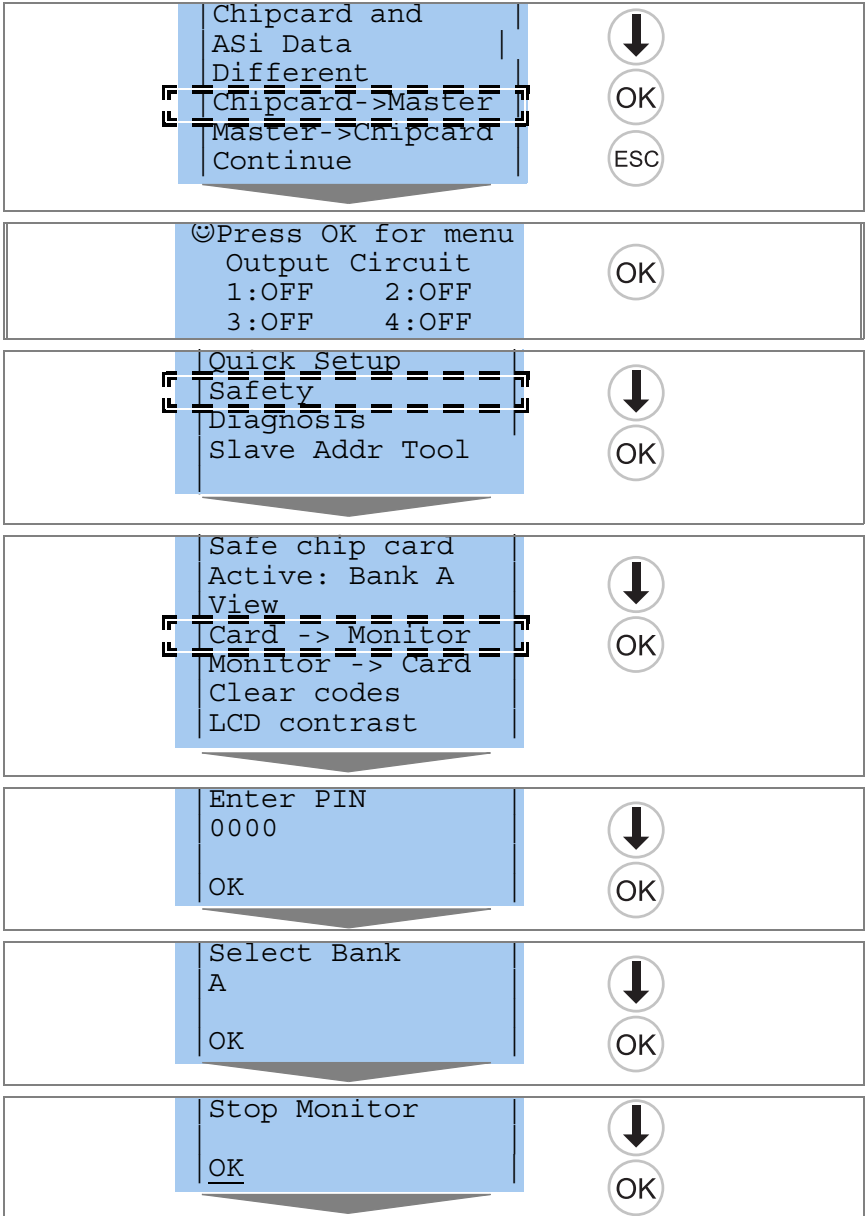 |Chipcard and |
|ASi Data |
|Different |
|Chipcard->Master |
|Master->Chipcard |
|Continue |
OK
ESC
☺Press OK for menu
Output Circuit
1:OFF 2:OFF
3:OFF 4:OFF
OK
|Quick Setup |
|Safety |
|Diagnosis |
|Slave Addr Tool
|
OK
|Safe chip card |
|Active: Bank A |
|View |
|Card -> Monitor |
|Monitor -> Card |
|Clear codes |
|LCD contrast |
OK
|Enter PIN |
|0000 |
|OK |
OK
|Select Bank |
|A |
|OK |
OK
|Stop Monitor |
|OK |
OK